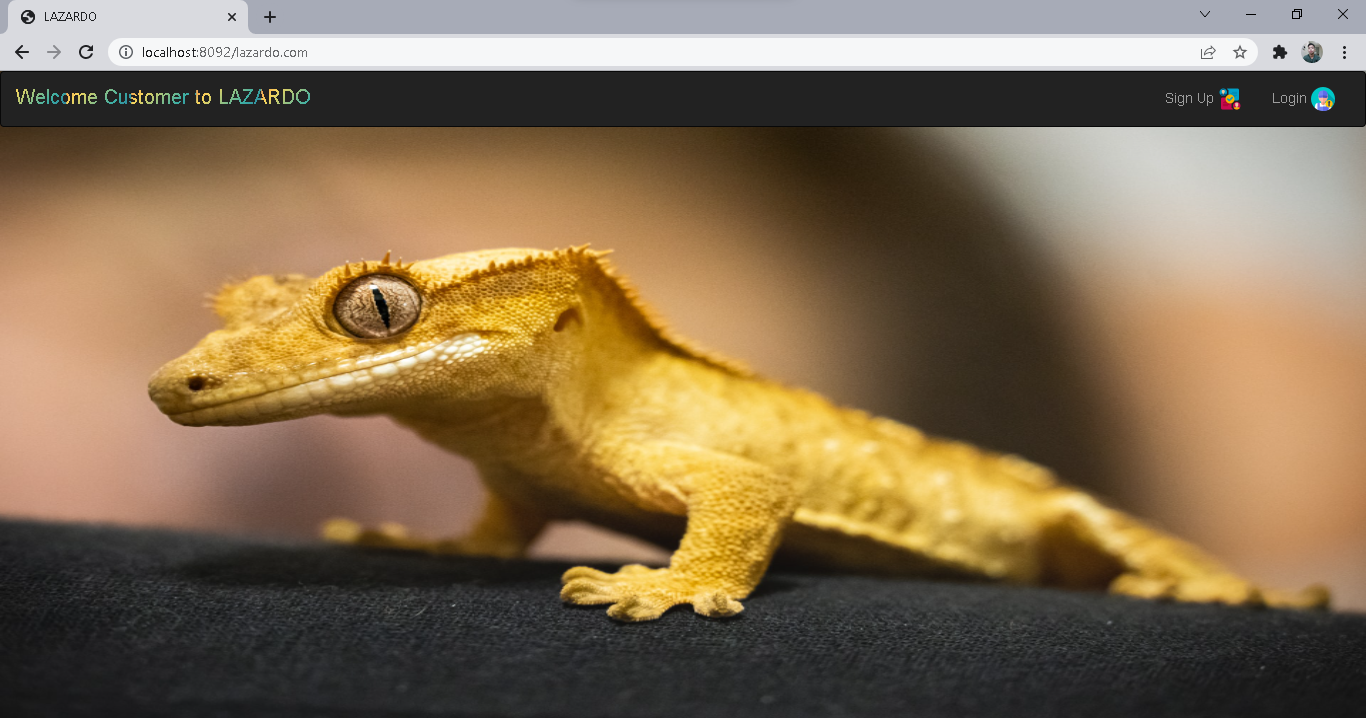 LAZARDO
localhost:8092/lazardo.com
Welcome Customer to LAZARDO
Sign Up
Login